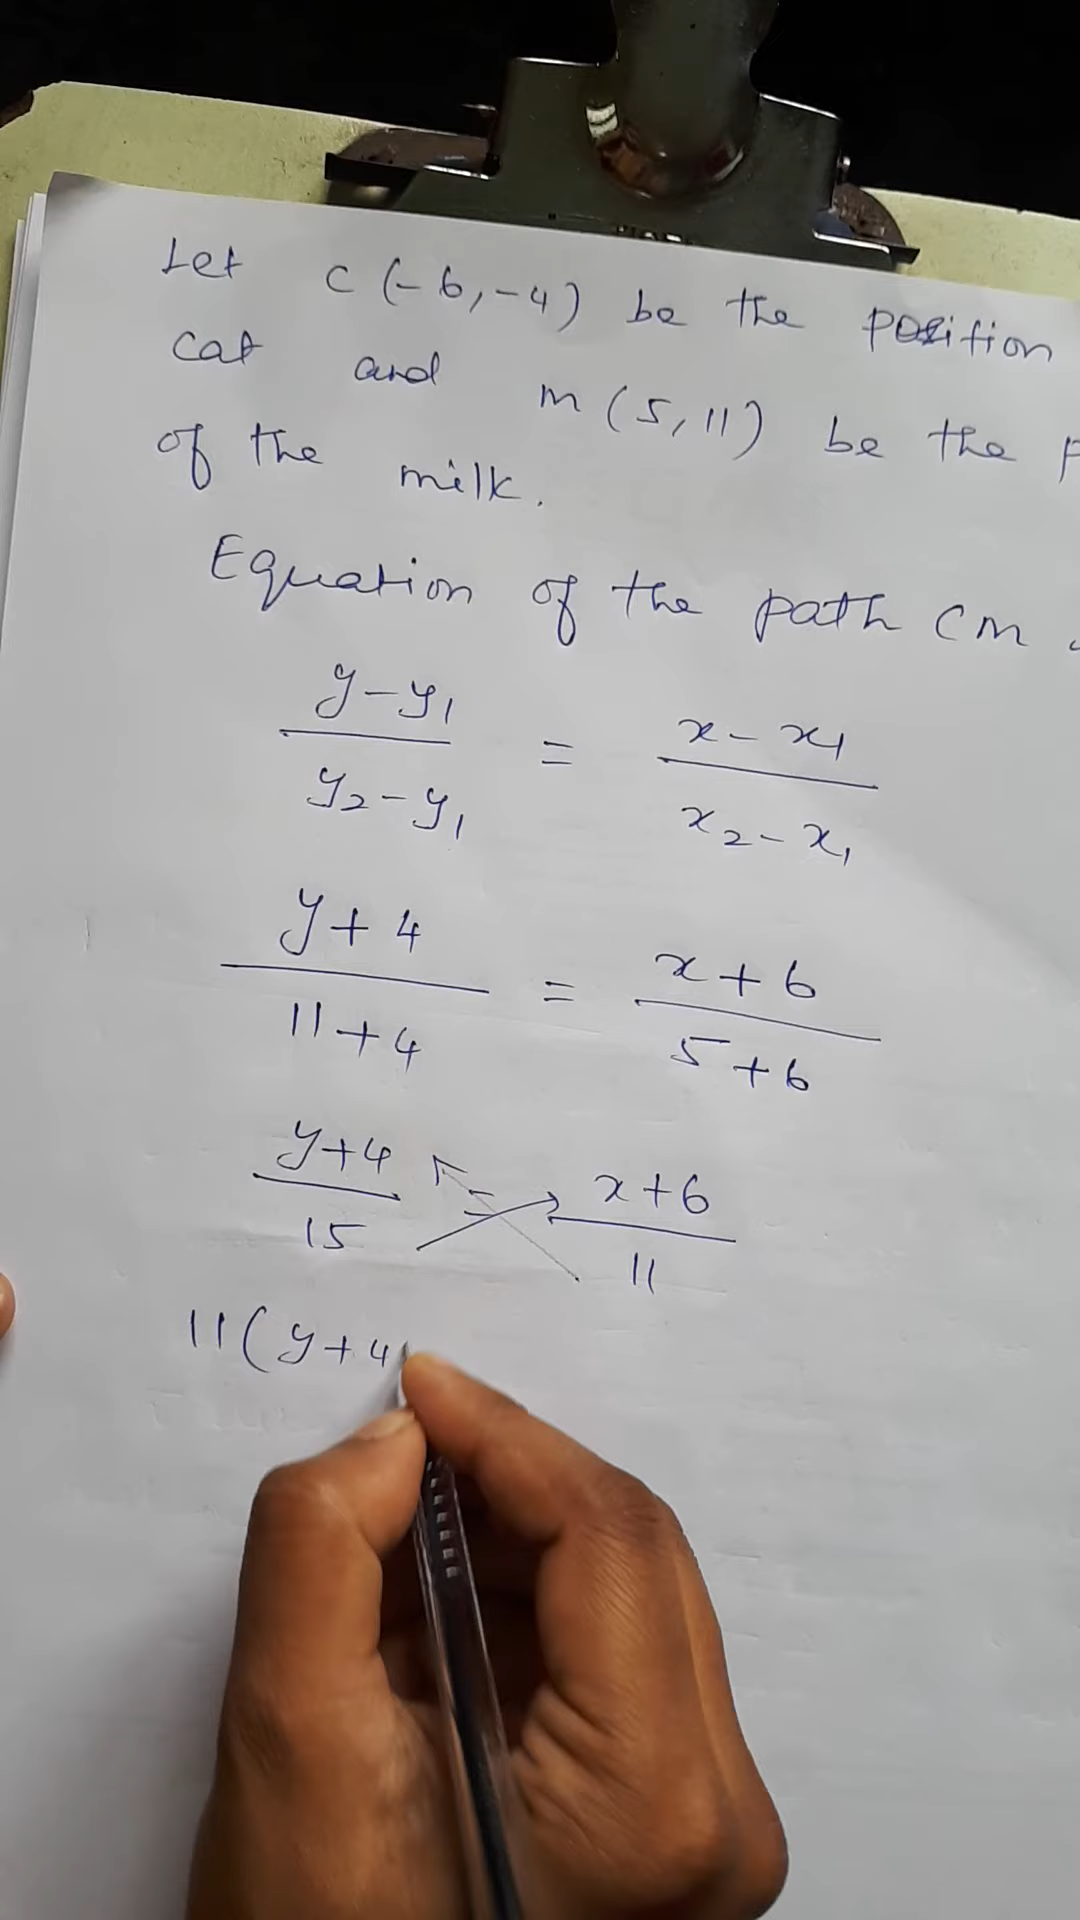 Let C (-6, -4) be the position
cat and m (5, 11) be the
of the milk.
Equation of the path CM
y-y₁ / y₂-y₁ = x-x₁ / x₂-x₁
y+4 / 11+4 = x+6 / 5+6
y+4 / 15 = x+6 / 11
11(y+4